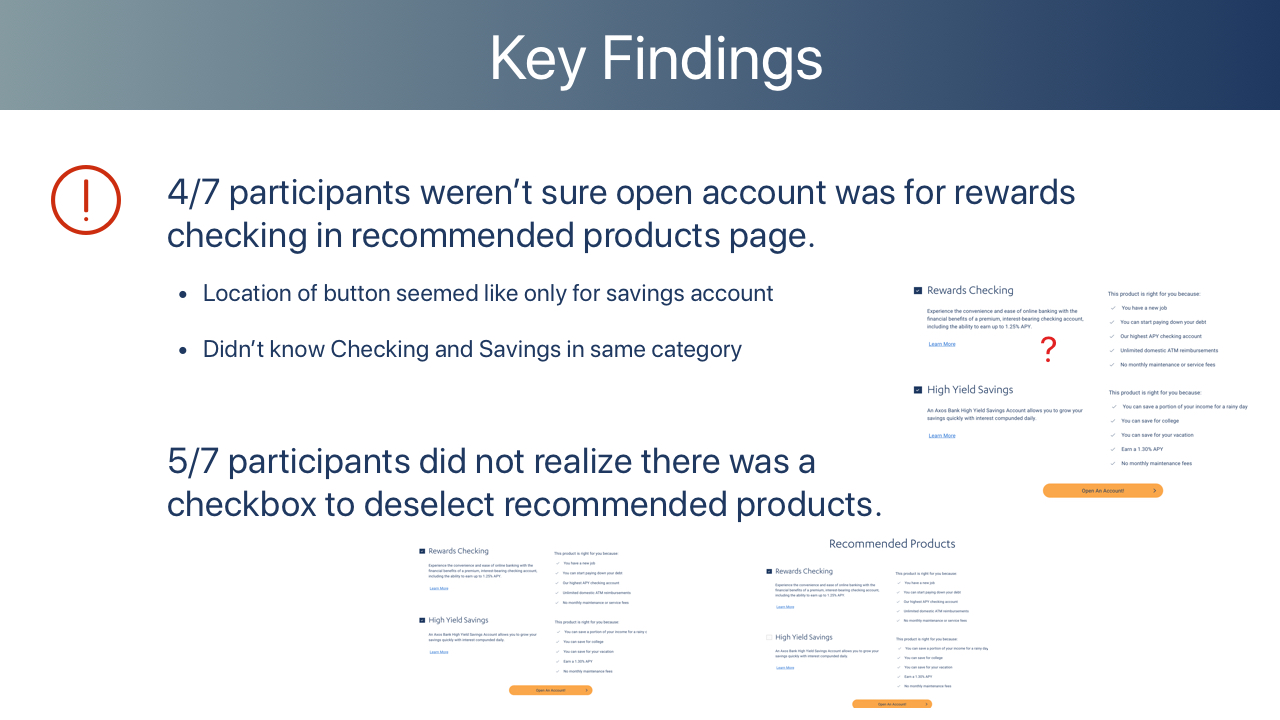 Key Findings
4/7 participants weren’t sure open account was for rewards
checking in recommended products page.
• Location of button seemed like only for savings account
• Didn’t know Checking and Savings in same category
Rewards Checking
Experience the convenience and ease of online banking with the
financial benefits of a premium, interest-bearing checking account,
including the ability to earn up to 1.25% APY.
Learn More
?
This product is right for you because:
You have a new job
You can start paying down your debt
Our highest APY checking account
Unlimited domestic ATM reimbursements
No monthly maintenance or service fees
High Yield Savings
An Axos Bank High Yield Savings Account allows you to grow your
savings quickly with interest compounded daily.
Learn More
This product is right for you because:
You can save a portion of your income for a rainy day
You can save for college
You can save for your vacation
Earn a 1.30% APY
No monthly maintenance fees
Open An Account!
5/7 participants did not realize there was a
checkbox to deselect recommended products.
Rewards Checking
Experience the convenience and ease of online banking with the
financial benefits of a premium, interest-bearing checking account,
including the ability to earn up to 1.25% APY.
Learn More
This product is right for you because:
You have a new job
You can start paying down your debt
Our highest APY checking account
Unlimited domestic ATM reimbursements
No monthly maintenance or service fees
High Yield Savings
An Axos Bank High Yield Savings Account allows you to grow your
savings quickly with interest compounded daily.
Learn More
This product is right for you because:
You can save a portion of your income for a rainy
You can save for college
You can save for your vacation
Earn a 1.30% APY
No monthly maintenance fees
Open An Account!
Recommended Products
Rewards Checking
Experience the convenience and ease of online banking with the
financial benefits of a premium, interest-bearing checking account,
including the ability to earn up to 1.25% APY.
Learn More
This product is right for you because:
You have a new job
You can start paying down your debt
Our highest APY checking account
Unlimited domestic ATM reimbursements
No monthly maintenance or service fees
High Yield Savings
An Axos Bank High Yield Savings Account allows you to grow your
savings quickly with interest compounded daily.
Learn More
This product is right for you because:
You can save a portion of your income for a rainy day
You can save for college
You can save for your vacation
Earn a 1.30% APY
No monthly maintenance fees
Open An Account!